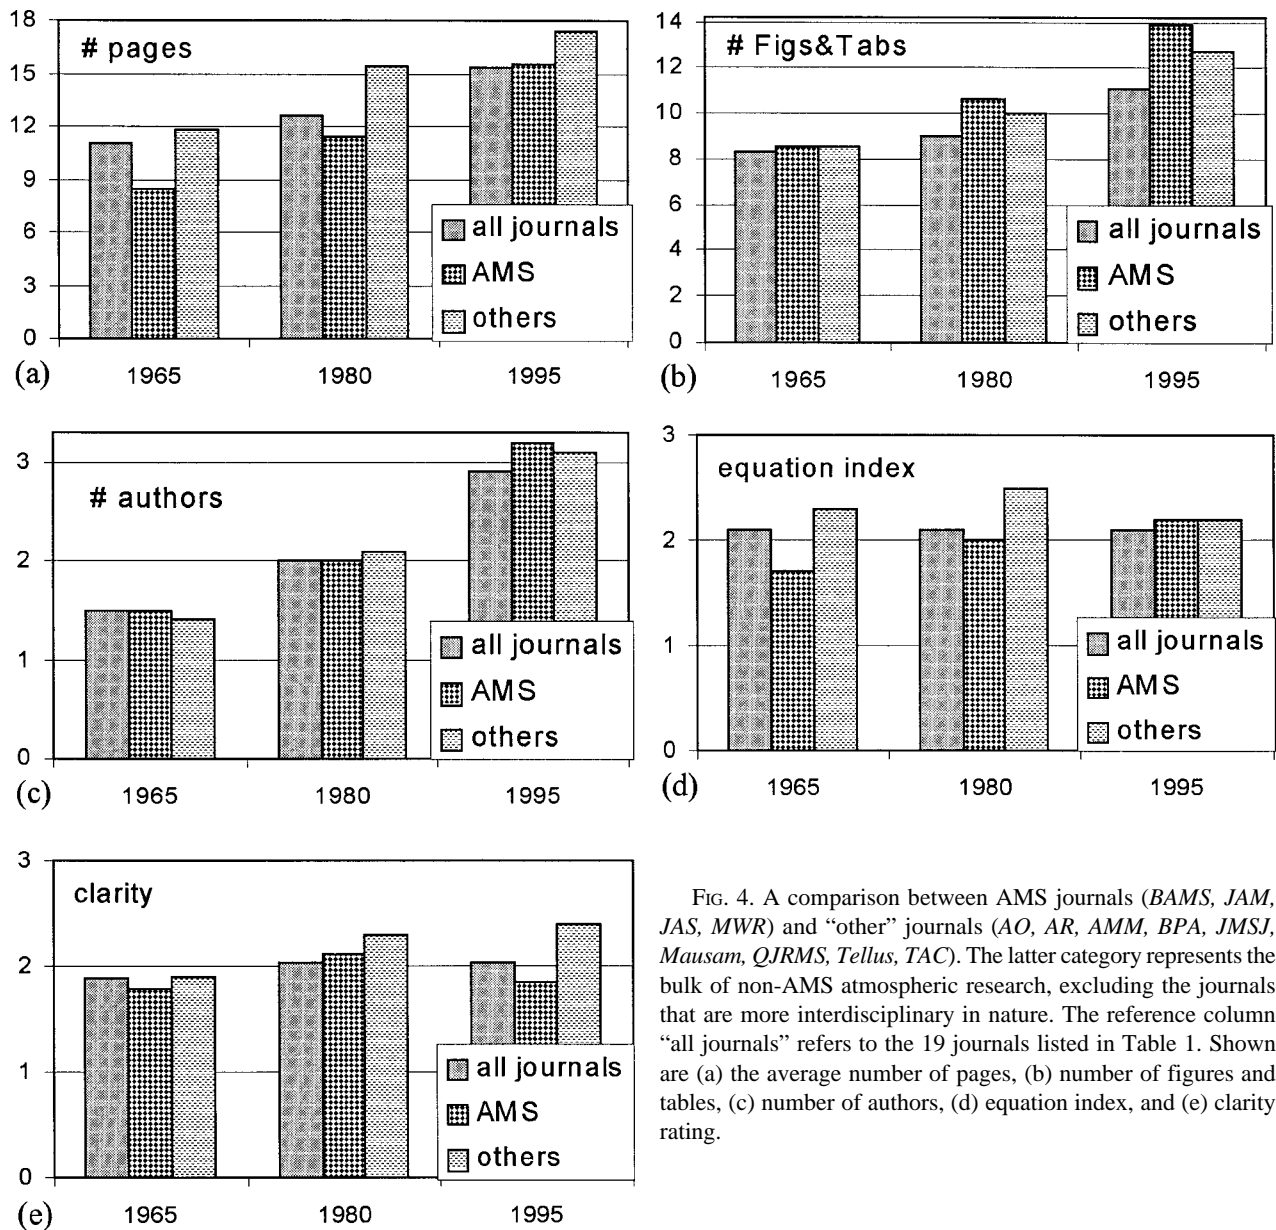 18
15
12
9
6
3
0
# pages
all journals
AMS
others
(a)
1965 1980 1995
14
12
10
8
6
4
2
0
# Figs&Tabs
all journals
AMS
others
(b)
1965 1980 1995
3
2
1
0
# authors
all journals
AMS
others
(c)
1965 1980 1995
3
2
1
0
equation index
all journals
AMS
others
(d)
1965 1980 1995
3
2
1
0
clarity
all journals
AMS
others
(e)
1965 1980 1995
FIG. 4. A comparison between AMS journals (BAMS, JAM,
JAS, MWR) and “other” journals (AO, AR, AMM, BPA, JMSJ,
Mausam, QJRMS, Tellus, TAC). The latter category represents the
bulk of non-AMS atmospheric research, excluding the journals
that are more interdisciplinary in nature. The reference column
“all journals” refers to the 19 journals listed in Table 1. Shown
are (a) the average number of pages, (b) number of figures and
tables, (c) number of authors, (d) equation index, and (e) clarity
rating.